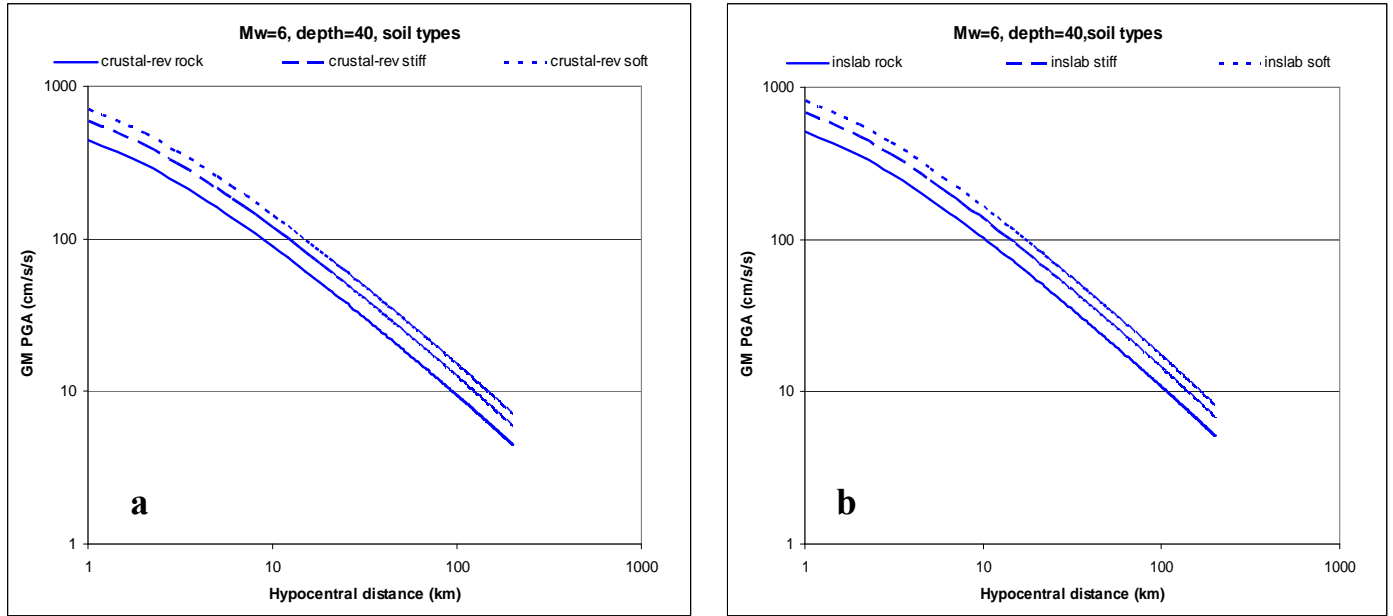 Mw=6, depth=40, soil types
crustal-rev rock crustal-rev stiff crustal-rev soft
1000
100
10
1
GM PGA (cm/s/s)
a
1 10 100 1000
Hypocentral distance (km)
Mw=6, depth=40,soil types
inslab rock inslab stiff inslab soft
1000
100
10
1
GM PGA (cm/s/s)
b
1 10 100 1000
Hypocentral distance (km)